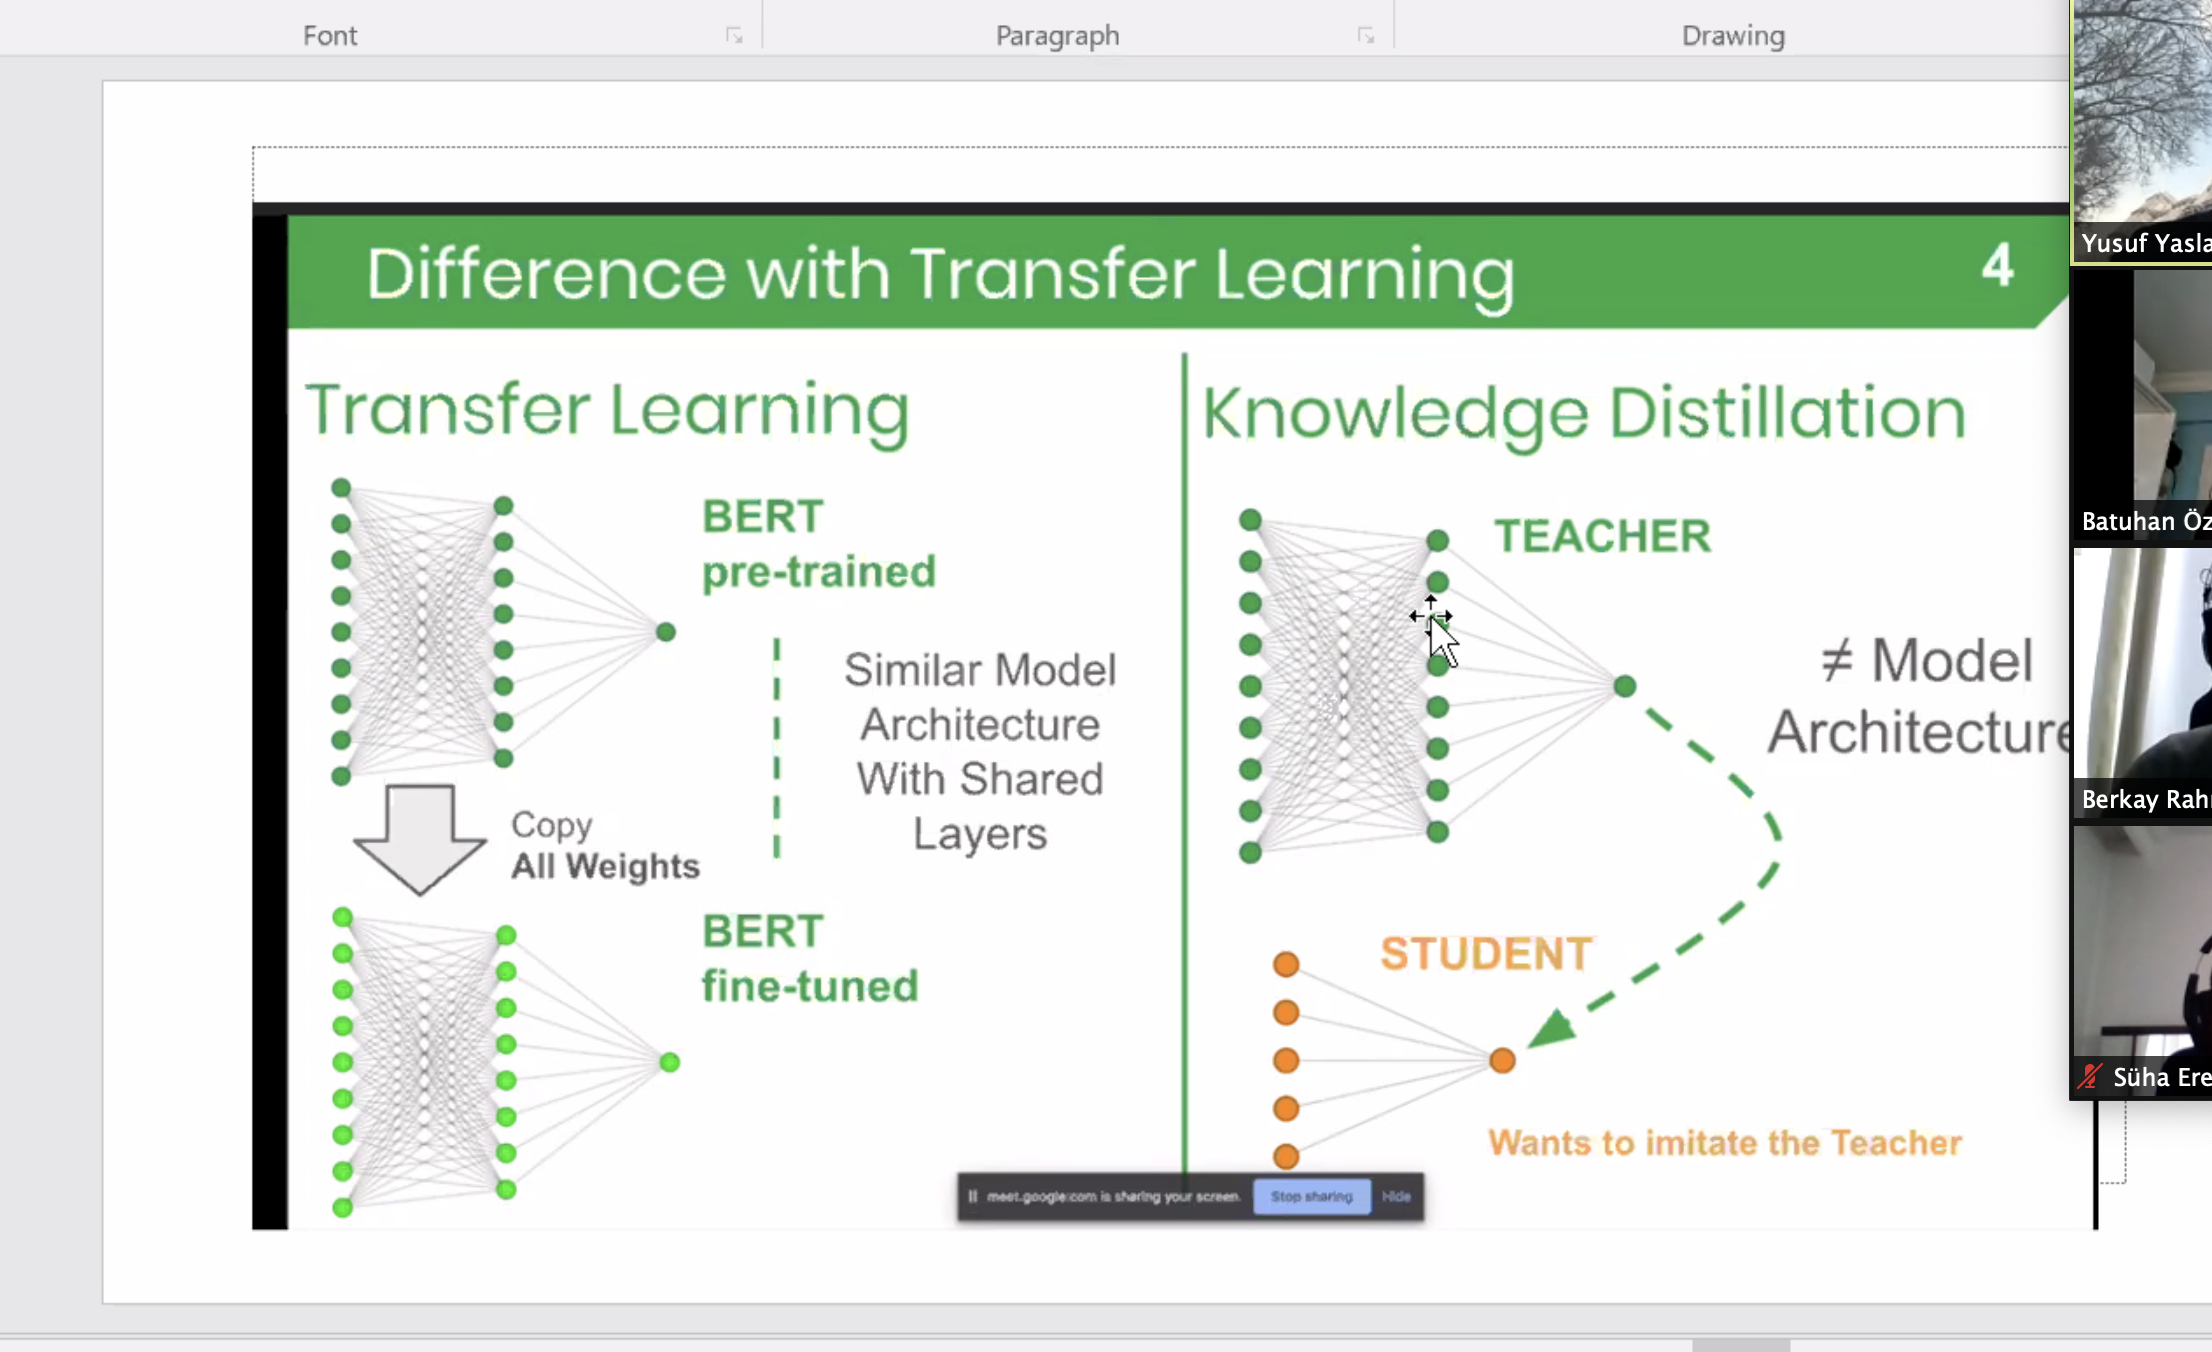 Font
Paragraph
Drawing
Difference with Transfer Learning
4
Transfer Learning
BERT
pre-trained
Similar Model
Architecture
With Shared
Layers
Copy
All Weights
BERT
fine-tuned
Knowledge Distillation
TEACHER
≠ Model
Architecture
STUDENT
Wants to imitate the Teacher
meet.google.com is sharing your screen.
Stop sharing
Hide
Yusuf Yasla
Batuhan Öz
Berkay Rah
Süha Ere